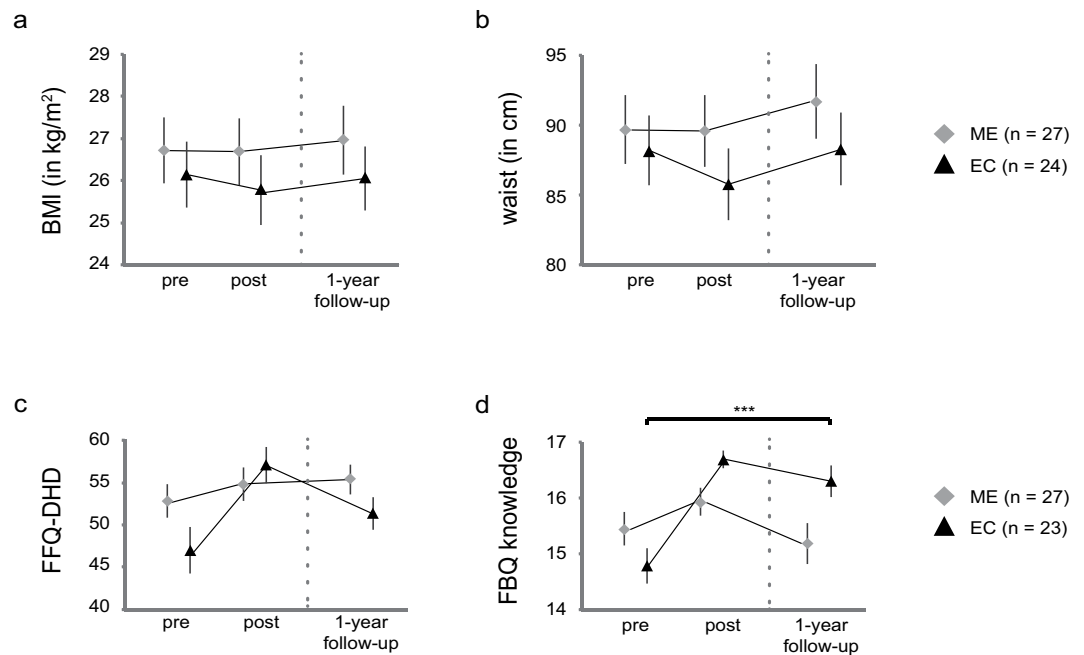 a
29
28
27
26
25
24
BMI (in kg/m²)
pre
post
1-year
follow-up
b
95
90
85
80
waist (in cm)
pre
post
1-year
follow-up
ME (n = 27)
EC (n = 24)
c
60
55
50
45
40
FFQ-DHD
pre
post
1-year
follow-up
d
***
17
16
15
14
FBQ knowledge
pre
post
1-year
follow-up
ME (n = 27)
EC (n = 23)